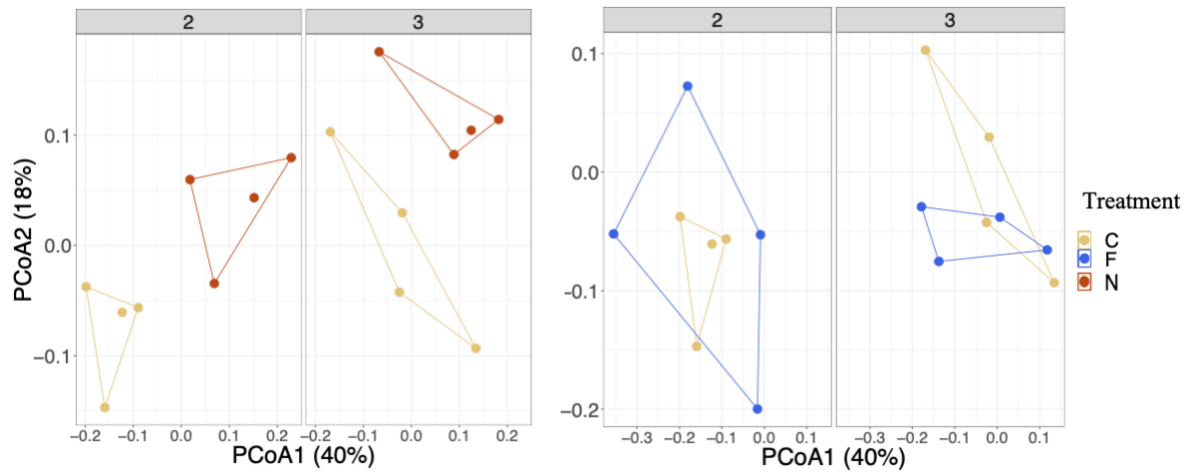 2 3
0.1
0.0
−0.1
PCoA2 (18%)
−0.2 −0.1 0.0 0.1 0.2 −0.2 −0.1 0.0 0.1 0.2
PCoA1 (40%)
2 3
0.1
0.0
−0.1
−0.2
−0.3 −0.2 −0.1 0.0 0.1 −0.3 −0.2 −0.1 0.0 0.1
PCoA1 (40%)
Treatment
C
F
N